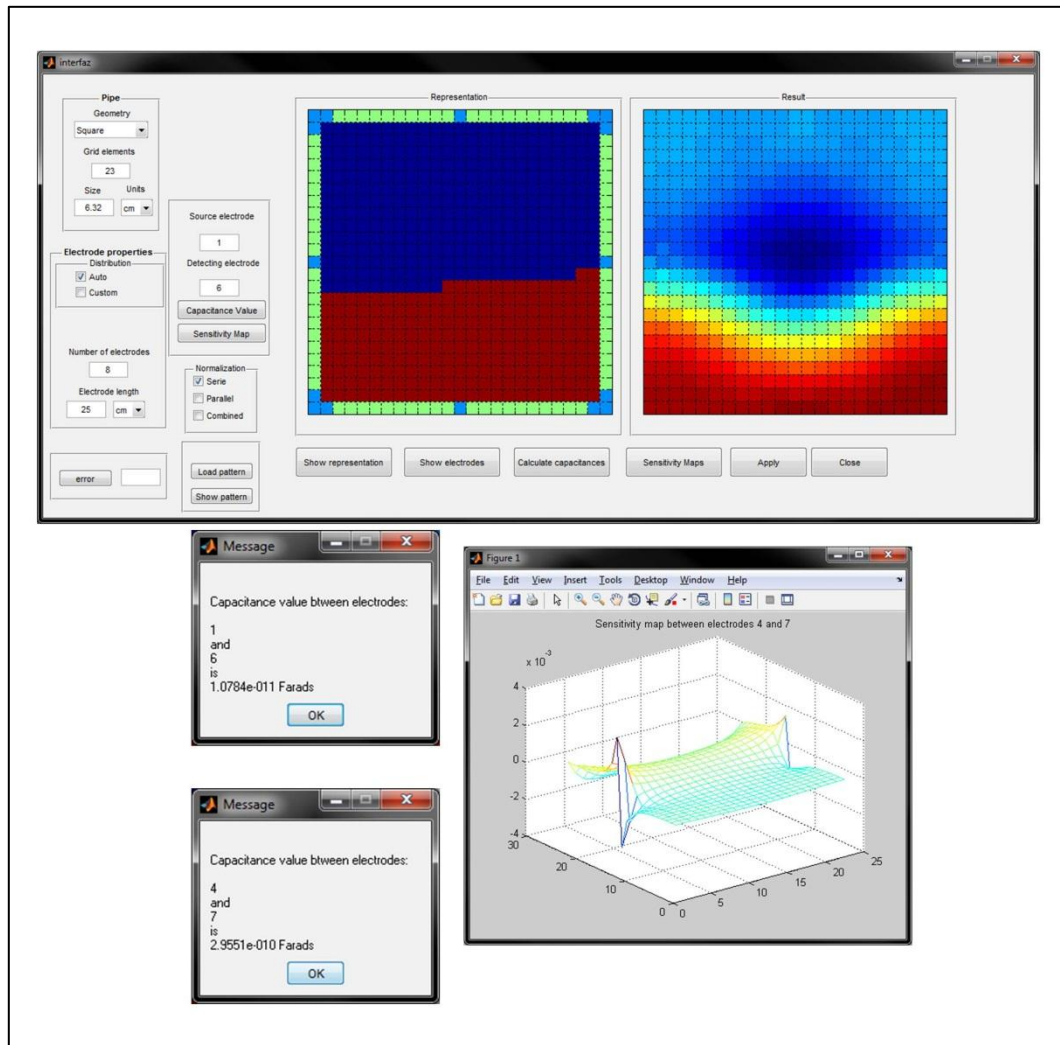 interfaz
Pipe
Geometry
Square
Grid elements
23
Size Units
6.32 cm
Electrode properties
Distribution
Auto
Custom
Number of electrodes
8
Electrode length
25 cm
error
Source electrode
1
Detecting electrode
6
Capacitance Value
Sensitivity Map
Normalization
Serie
Parallel
Combined
Load pattern
Show pattern
Representation
Result
Show representation
Show electrodes
Calculate capacitances
Sensitivity Maps
Apply
Close
Message
Capacitance value btween electrodes:
1
and
6
is
1.0784e-011 Farads
OK
Message
Capacitance value btween electrodes:
4
and
7
is
2.9551e-010 Farads
OK
Figure 1
File Edit View Insert Tools Desktop Window Help
Sensitivity map between electrodes 4 and 7
x 10^-3
4
2
0
-2
-4
30
20
10
0
0
5
10
15
20
25